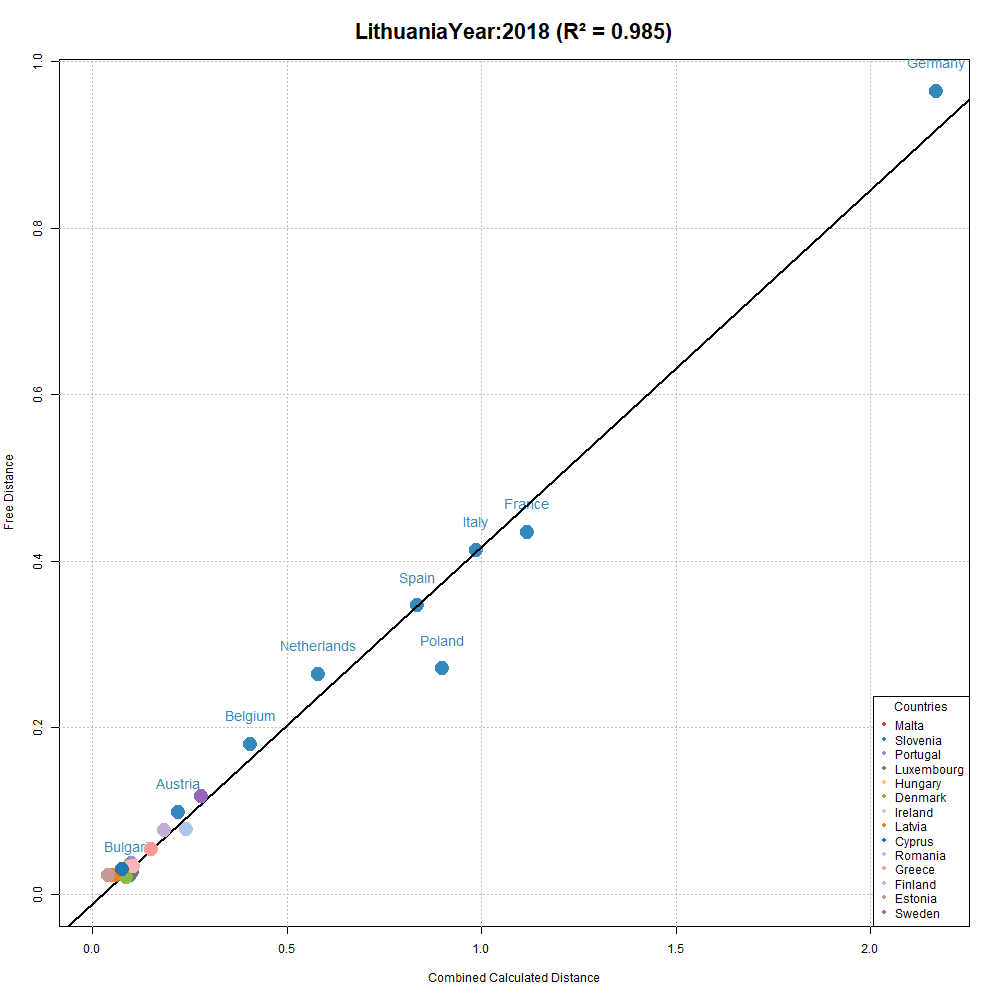 LithuaniaYear:2018 (R² = 0.985)
Germany
France
Italy
Spain
Poland
Netherlands
Belgium
Austria
Bulgari
1.0
0.8
0.6
0.4
0.2
0.0
Free Distance
0.0 0.5 1.0 1.5 2.0
Combined Calculated Distance
Countries
Malta
Slovenia
Portugal
Luxembourg
Hungary
Denmark
Ireland
Latvia
Cyprus
Romania
Greece
Finland
Estonia
Sweden